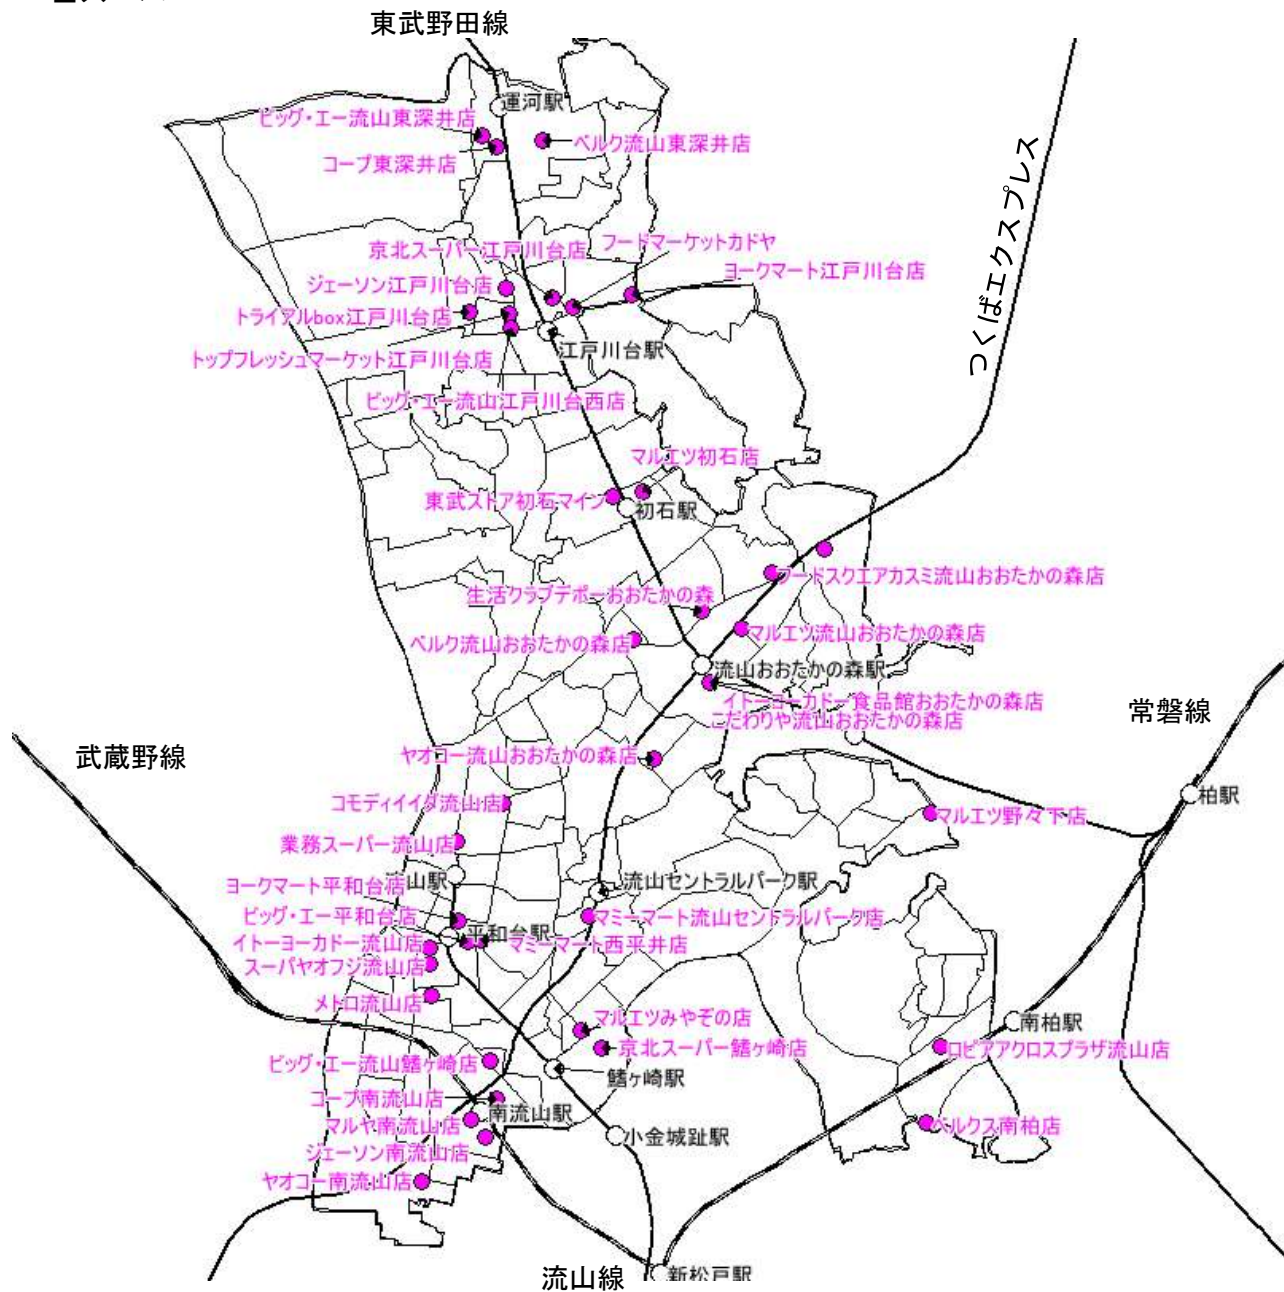 東武野田線
運河駅
ビッグ・エー流山東深井店
ベルク流山東深井店
コープ東深井店
つくばエクスプレス
京北スーパー江戸川台店
フードマーケットカドヤ
ヨークマート江戸川台店
ジェーソン江戸川台店
トライアルbox江戸川台店
江戸川台駅
トップフレッシュマーケット江戸川台店
ビッグ・エー流山江戸川台西店
マルエツ初石店
東武ストア初石マイン
初石駅
フードスクエアカスミ流山おおたかの森店
生活クラブデポーおおたかの森
マルエツ流山おおたかの森店
ベルク流山おおたかの森店
流山おおたかの森駅
イトーヨーカドー食品館おおたかの森店
こだわりや流山おおたかの森店
常磐線
武蔵野線
ヤオコー流山おおたかの森店
柏駅
コモディイイダ流山店
マルエツ野々下店
業務スーパー流山店
流山駅
流山セントラルパーク駅
ヨークマート平和台店
ビッグ・エー平和台店
マミーマート流山セントラルパーク店
平和台駅
イトーヨーカドー流山店
マミーマート西平井店
スーパヤオフジ流山店
メトロ流山店
マルエツみやぞの店
南柏駅
京北スーパー鰭ヶ崎店
ロピアアクロスプラザ流山店
ビッグ・エー流山鰭ヶ崎店
鰭ヶ崎駅
コープ南流山店
南流山駅
マルヤ南流山店
ベルクス南柏店
小金城趾駅
ジェーソン南流山店
ヤオコー南流山店
流山線
新松戸駅